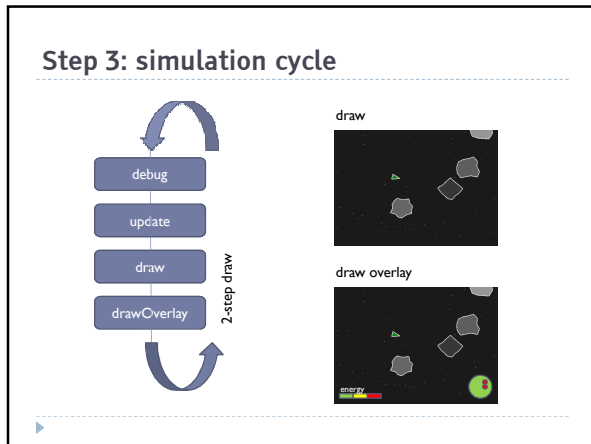 Step 3: simulation cycle
debug
update
draw
drawOverlay
2-step draw
draw
draw overlay
energy